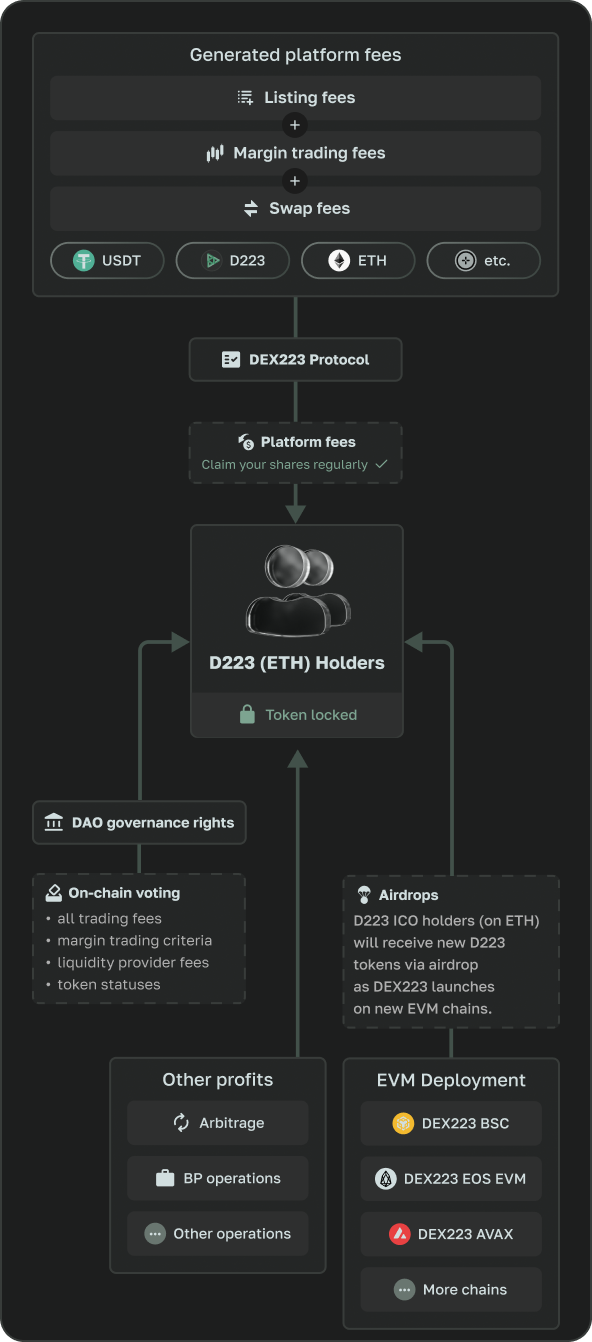 Generated platform fees
Listing fees
+
Margin trading fees
+
Swap fees
USDT
D223
ETH
etc.
DEX223 Protocol
Platform fees
Claim your shares regularly
D223 (ETH) Holders
Token locked
DAO governance rights
On-chain voting
• all trading fees
• margin trading criteria
• liquidity provider fees
• token statuses
Airdrops
D223 ICO holders (on ETH)
will receive new D223
tokens via airdrop
as DEX223 launches
on new EVM chains.
Other profits
Arbitrage
BP operations
Other operations
EVM Deployment
DEX223 BSC
DEX223 EOS EVM
DEX223 AVAX
More chains